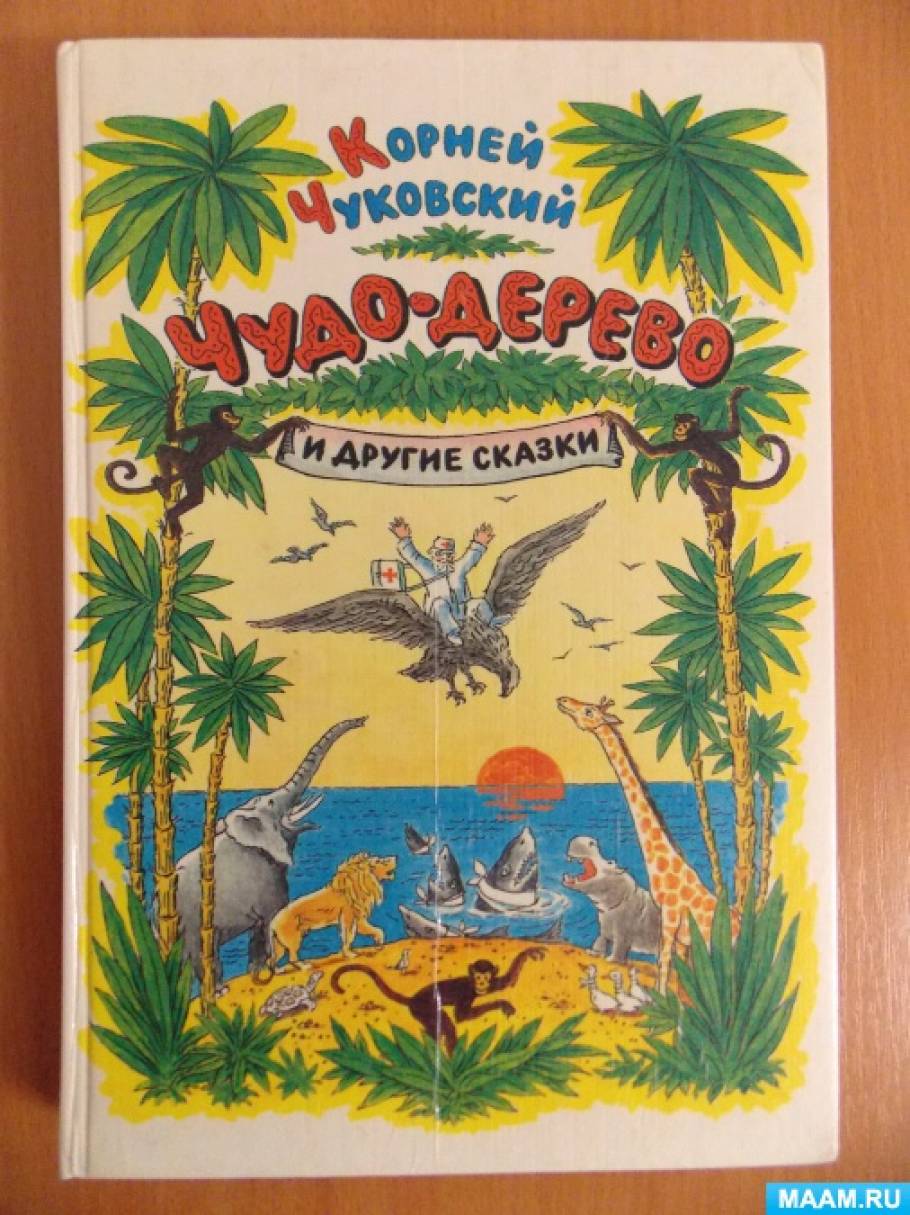 Корней
Чуковский
Чудо-дерево
и другие сказки
MAAM.RU